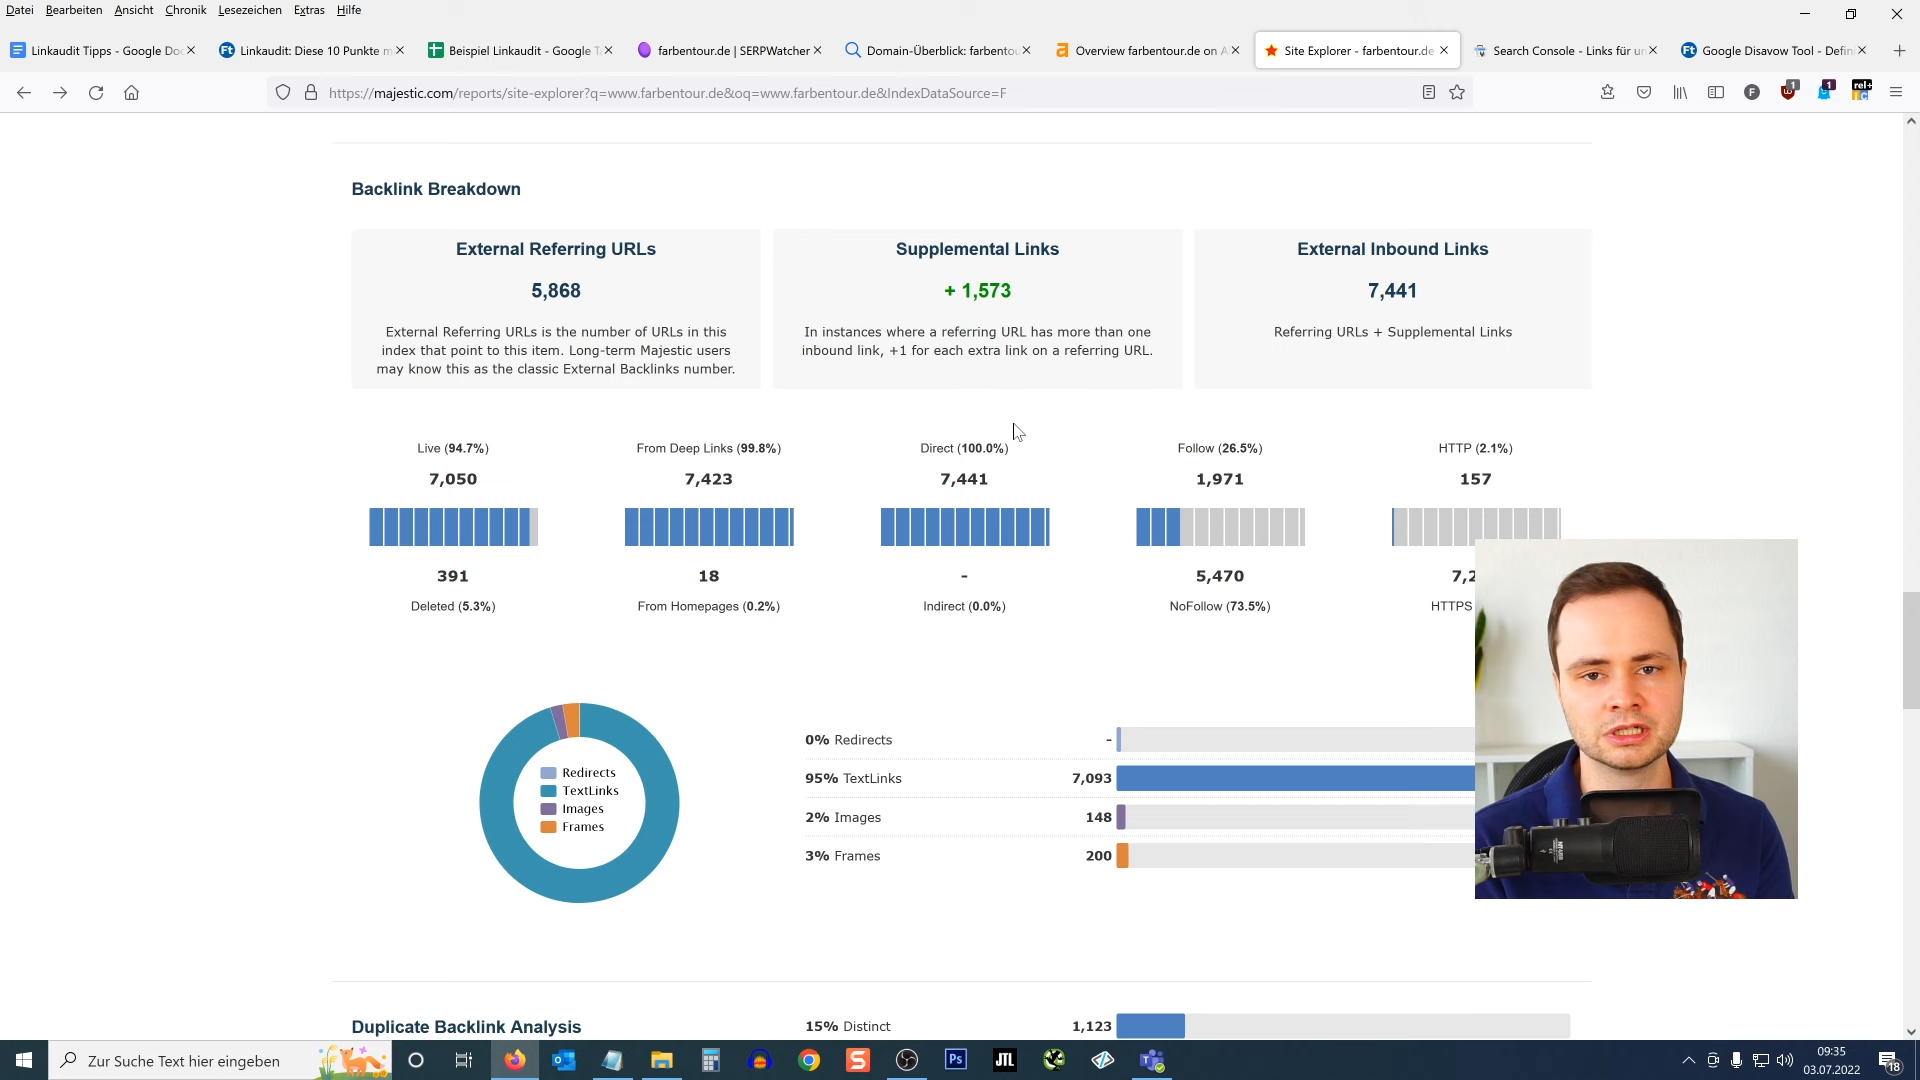 Datei Bearbeiten Ansicht Chronik Lesezeichen Extras Hilfe
Linkaudit Tipps - Google Do
Linkaudit: Diese 10 Punkte m
Beispiel Linkaudit - Google T
farbentour.de | SERPWatcher
Domain-Überblick: farbentou
Overview farbentour.de on A
Site Explorer - farbentour.de
Search Console - Links für un
Google Disavow Tool - Defin
https://majestic.com/reports/site-explorer?q=www.farbentour.de&oq=www.farbentour.de&IndexDataSource=F
Backlink Breakdown
External Referring URLs
5,868
External Referring URLs is the number of URLs in this
index that point to this item. Long-term Majestic users
may know this as the classic External Backlinks number.
Supplemental Links
+ 1,573
In instances where a referring URL has more than one
inbound link, +1 for each extra link on a referring URL.
External Inbound Links
7,441
Referring URLs + Supplemental Links
Live (94.7%)
7,050
391
Deleted (5.3%)
From Deep Links (99.8%)
7,423
18
From Homepages (0.2%)
Direct (100.0%)
7,441
-
Indirect (0.0%)
Follow (26.5%)
1,971
5,470
NoFollow (73.5%)
HTTP (2.1%)
157
7,2
HTTPS
Redirects
TextLinks
Images
Frames
0% Redirects -
95% TextLinks 7,093
2% Images 148
3% Frames 200
Duplicate Backlink Analysis
15% Distinct 1,123
Zur Suche Text hier eingeben
Ps
JTL
09:35
03.07.2022
18